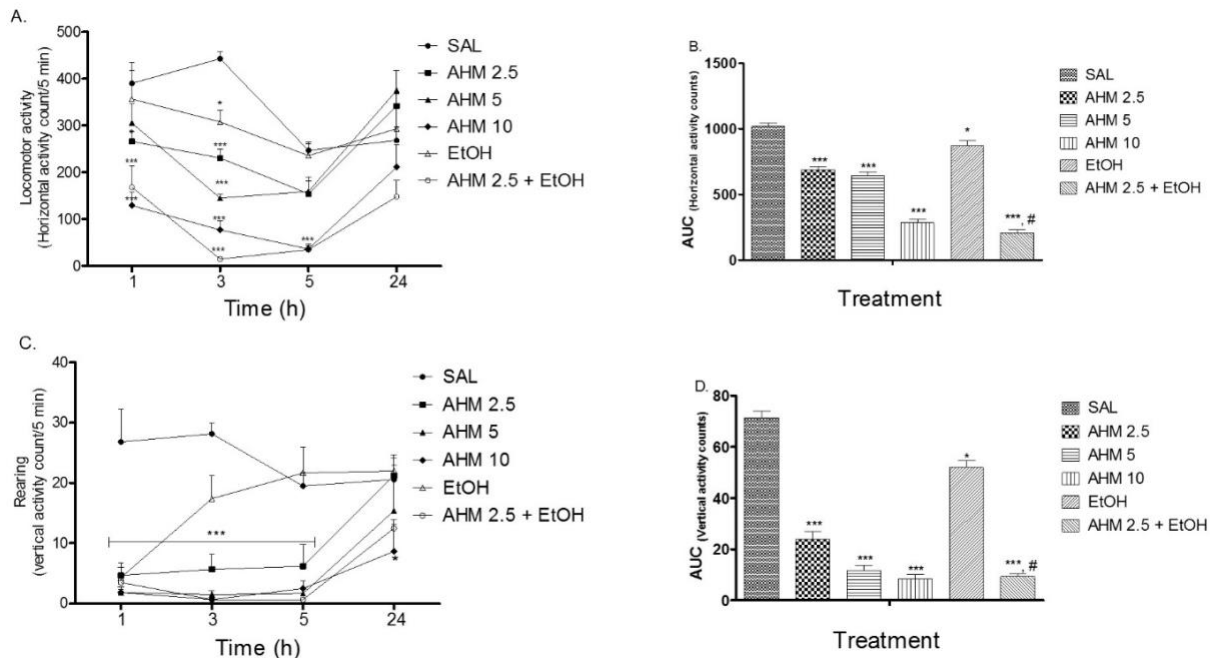 A.
Locomotor activity
(Horizontal activity count/5 min)
500
400
300
200
100
0
*
***
***
***
***
***
***
***
*
1
3
5
24
Time (h)
SAL
AHM 2.5
AHM 5
AHM 10
EtOH
AHM 2.5 + EtOH
B.
AUC (Horizontal activity counts)
1500
1000
500
0
***
***
***
*
***, #
Treatment
SAL
AHM 2.5
AHM 5
AHM 10
EtOH
AHM 2.5 + EtOH
C.
Rearing
(vertical activity count/5 min)
40
30
20
10
0
***
*
1
3
5
24
Time (h)
SAL
AHM 2.5
AHM 5
AHM 10
EtOH
AHM 2.5 + EtOH
D.
AUC (Vertical activity counts)
80
60
40
20
0
***
***
***
*
***, #
Treatment
SAL
AHM 2.5
AHM 5
AHM 10
EtOH
AHM 2.5 + EtOH